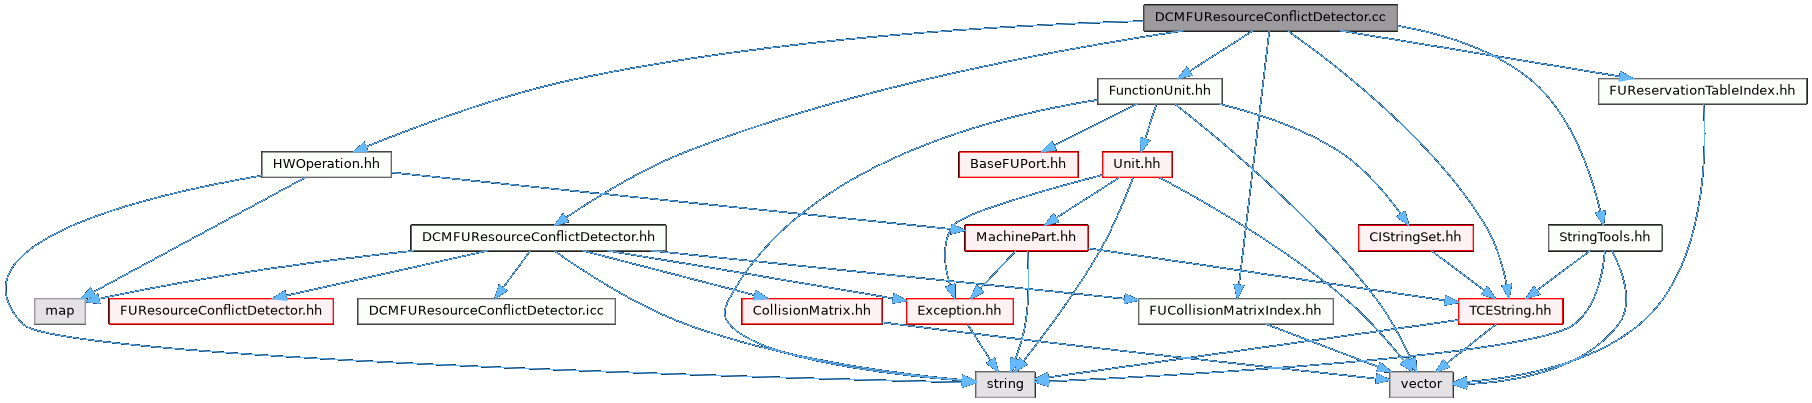 DCMFUResourceConflictDetector.cc
FunctionUnit.hh
FUReservationTableIndex.hh
HWOperation.hh
BaseFUPort.hh
Unit.hh
DCMFUResourceConflictDetector.hh
MachinePart.hh
CIStringSet.hh
StringTools.hh
map
FUResourceConflictDetector.hh
DCMFUResourceConflictDetector.icc
CollisionMatrix.hh
Exception.hh
FUCollisionMatrixIndex.hh
TCEString.hh
string
vector